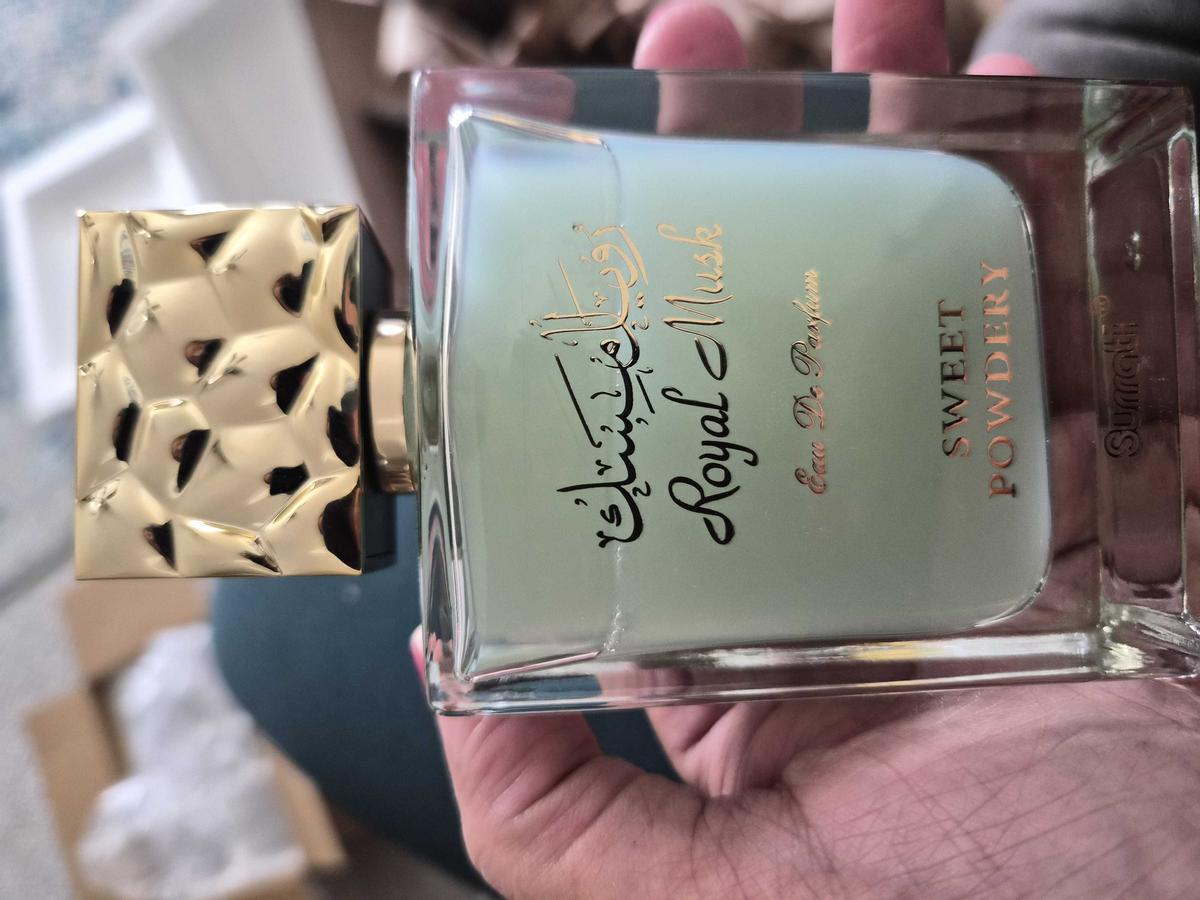 رويال مسك
Royal Musk
Eau De Parfum
SWEET
POWDERY
Surrati®